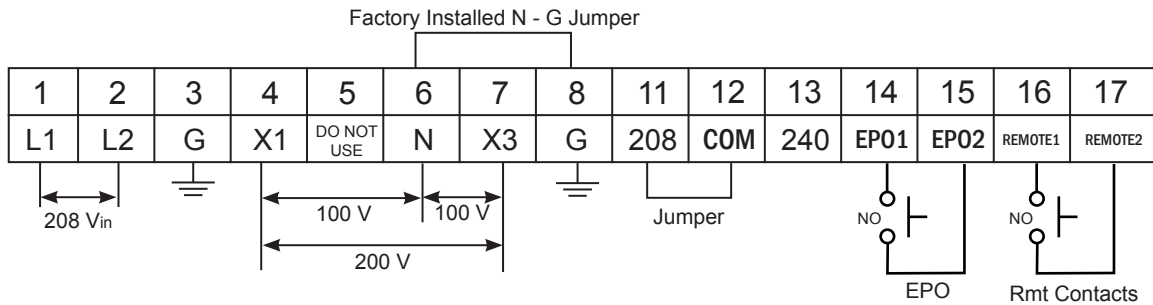 Factory Installed N - G Jumper
1 2 3 4 5 6 7 8 11 12 13 14 15 16 17
L1 L2 G X1 DO NOT USE N X3 G 208 COM 240 EPO1 EPO2 REMOTE1 REMOTE2
208 Vin
100 V 100 V
200 V
Jumper
NO
NO
EPO
Rmt Contacts